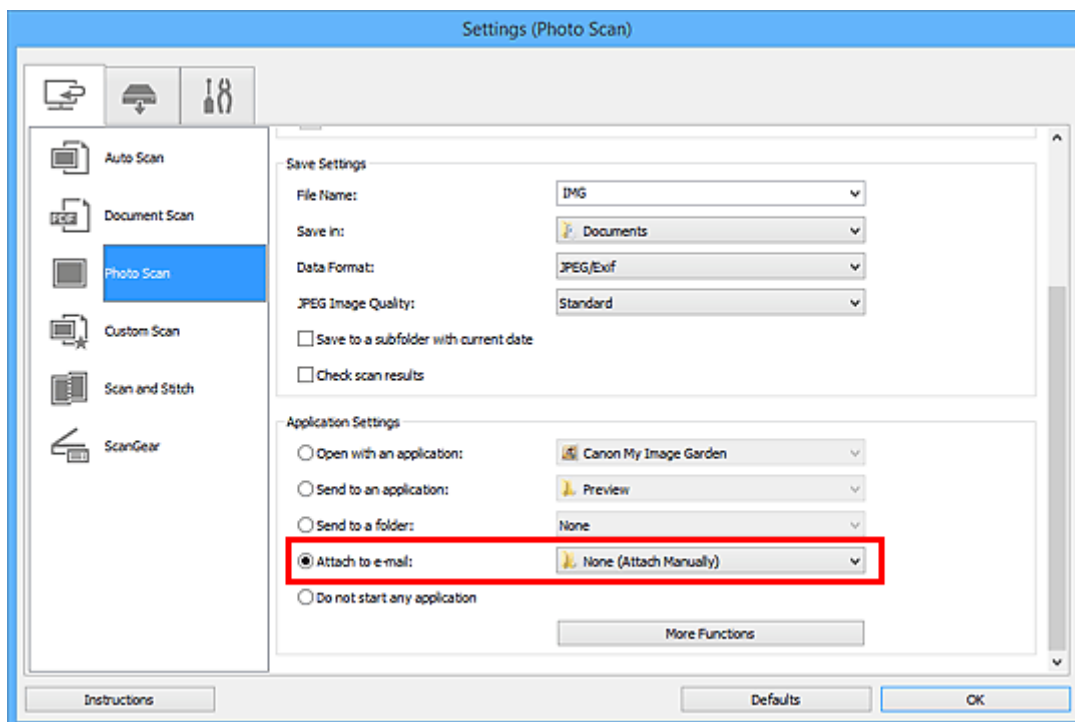 Settings (Photo Scan)
Auto Scan
PDF
Document Scan
Photo Scan
Custom Scan
Scan and Stitch
ScanGear
Save Settings
File Name: IMG
Save in: Documents
Data Format: JPEG/Exif
JPEG Image Quality: Standard
Save to a subfolder with current date
Check scan results
Application Settings
Open with an application: Canon My Image Garden
Send to an application: Preview
Send to a folder: None
Attach to e-mail: None (Attach Manually)
Do not start any application
More Functions
Instructions Defaults OK